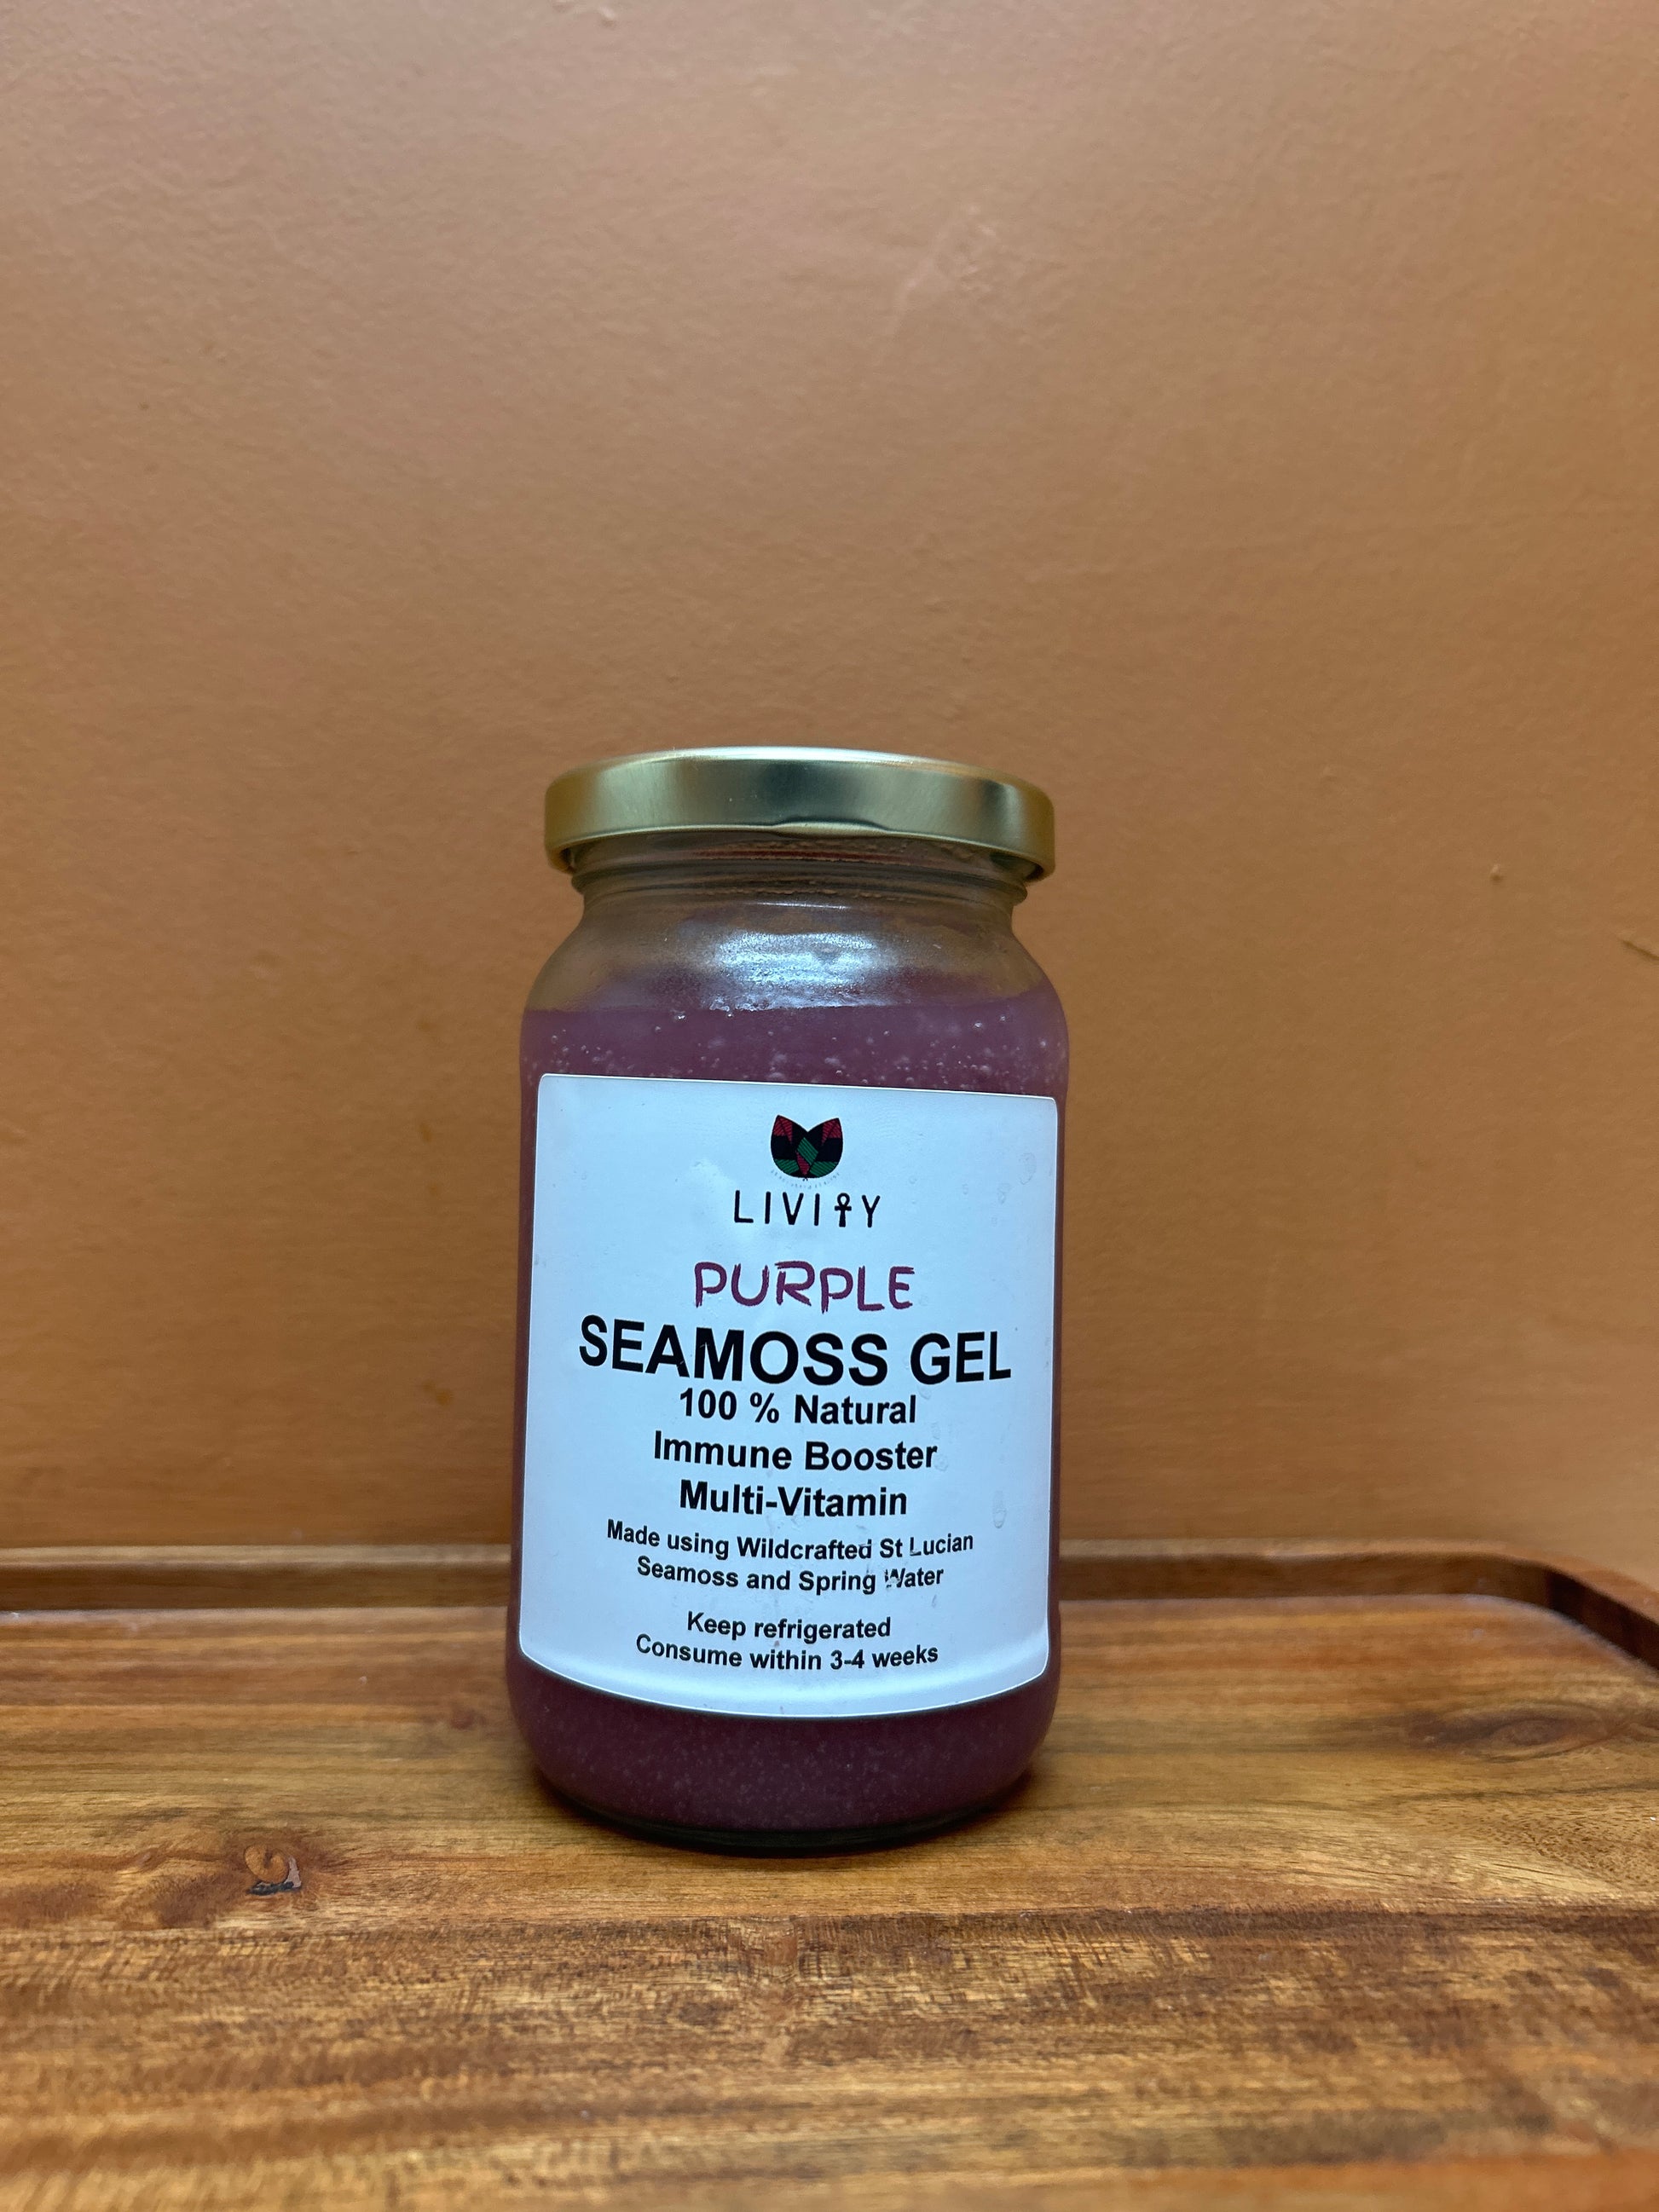 LIVITY
PURPLE
SEAMOSS GEL
100 % Natural
Immune Booster
Multi-Vitamin
Made using Wildcrafted St Lucian
Seamoss and Spring Water
Keep refrigerated
Consume within 3-4 weeks